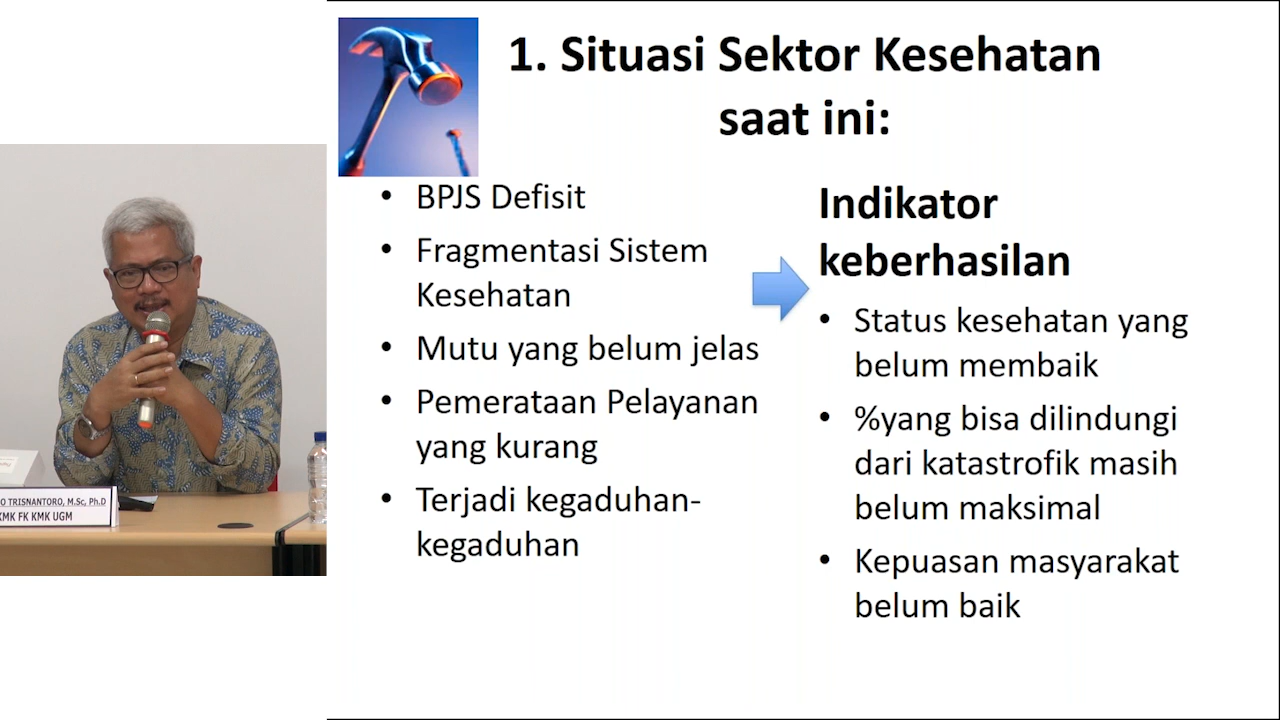 1. Situasi Sektor Kesehatan
saat ini:
• BPJS Defisit
• Fragmentasi Sistem
Kesehatan
• Mutu yang belum jelas
• Pemerataan Pelayanan
yang kurang
• Terjadi kegaduhan-
kegaduhan
Indikator
keberhasilan
• Status kesehatan yang
belum membaik
• %yang bisa dilindungi
dari katastrofik masih
belum maksimal
• Kepuasan masyarakat
belum baik
O TRISNANTORO, M.Sc, Ph.D
KMK FK KMK UGM